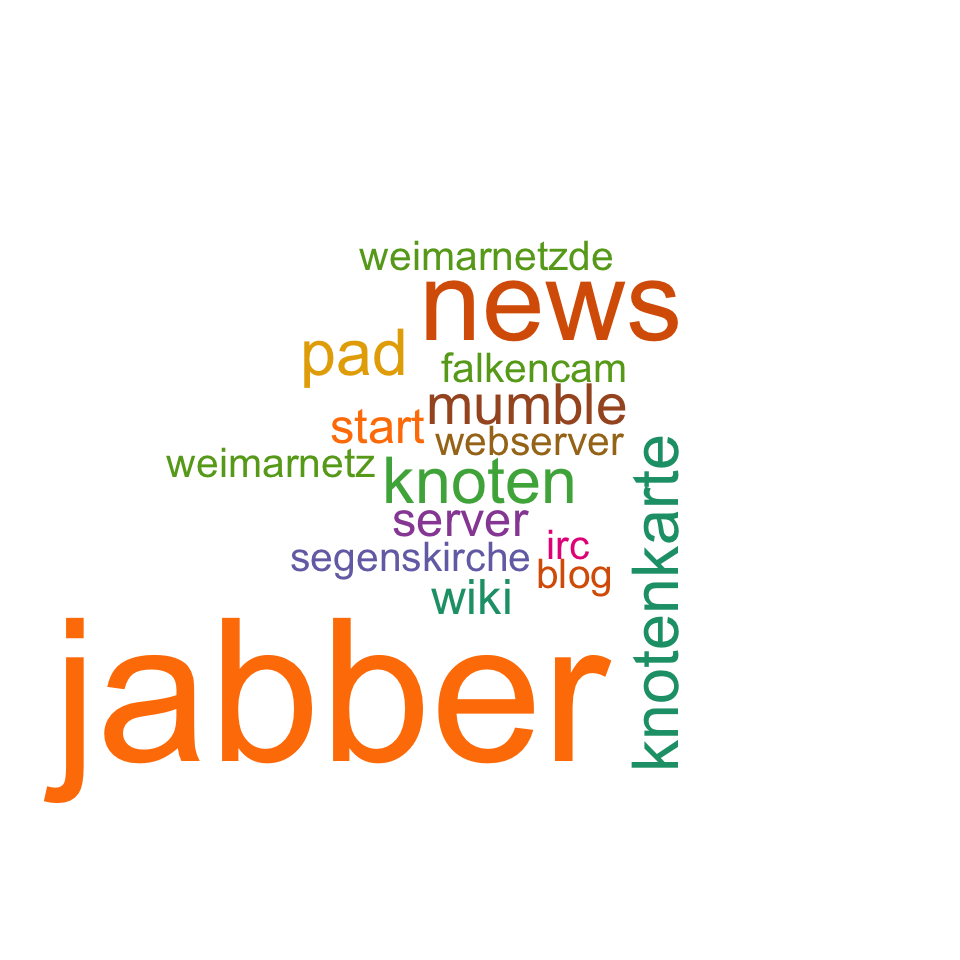 weimarnetzde
news
pad
falkencam
mumble
start
webserver
weimarnetz
knoten
knotenkarte
server
segenskirche
irc
blog
wiki
jabber